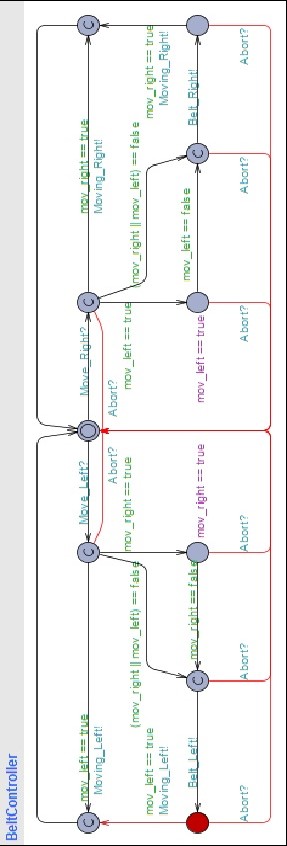 BeltController
mov_left == true
Moving_Left!
Move_Left?
Move_Right?
mov_right == true
Moving_Right!
Abort?
Abort?
mov_right == true
mov_left == true
(mov_right || mov_left) == false
(mov_right || mov_left) == false
mov_left == true
Moving_Left!
mov_right == true
Moving_Right!
Belt_Left!
mov_right == false
mov_right == true
mov_left == true
mov_left == false
Belt_Right!
Abort?
Abort?
Abort?
Abort?
Abort?
Abort?
C
C
C
C
C
C